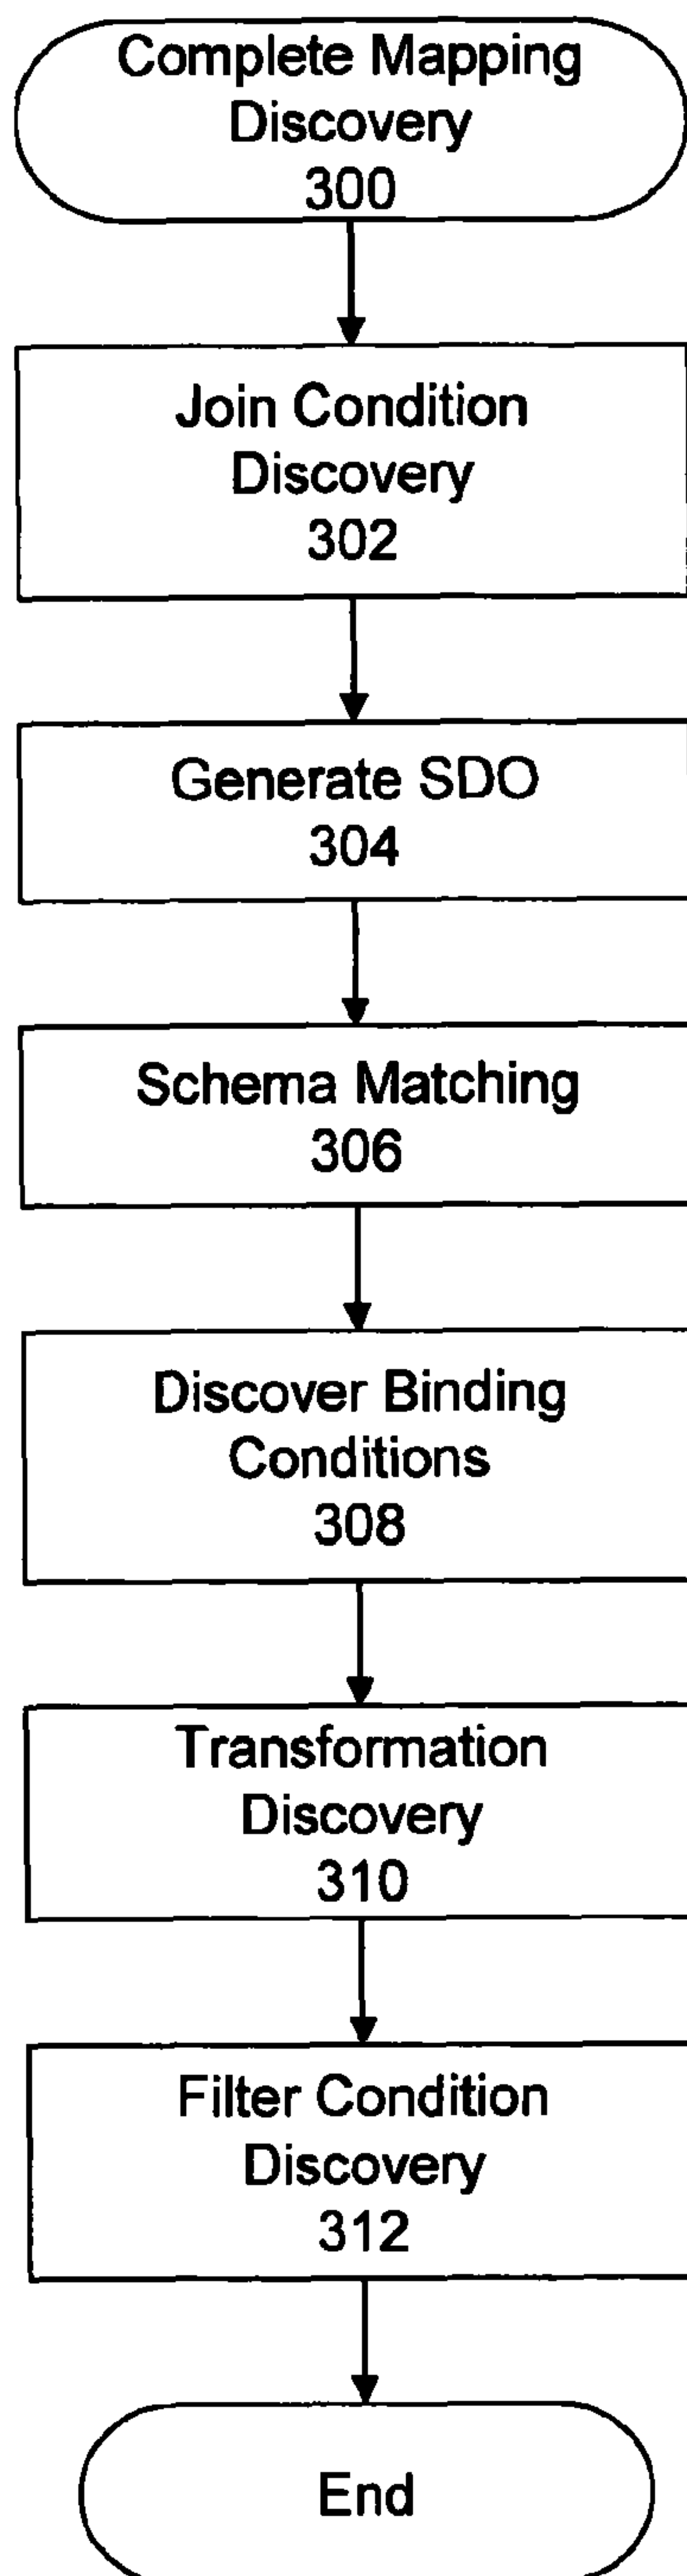 Complete Mapping
Discovery
300
Join Condition
Discovery
302
Generate SDO
304
Schema Matching
306
Discover Binding
Conditions
308
Transformation
Discovery
310
Filter Condition
Discovery
312
End